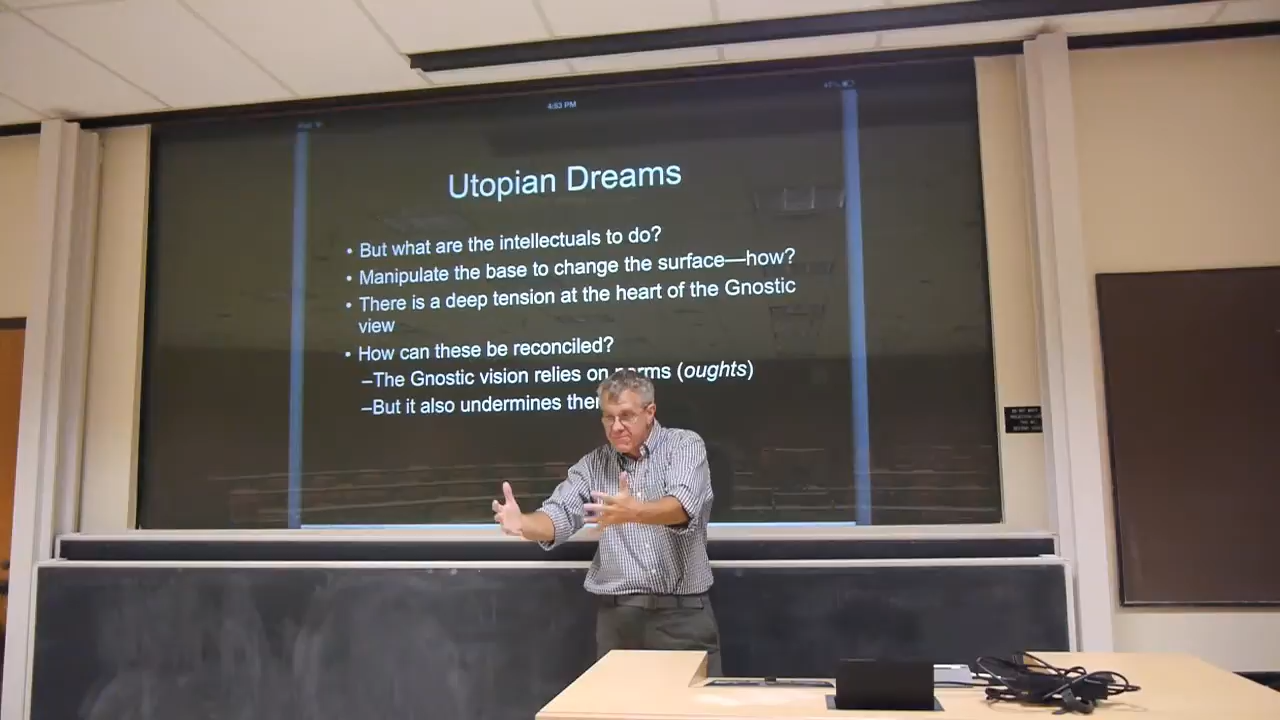 4:53 PM
Utopian Dreams
• But what are the intellectuals to do?
• Manipulate the base to change the surface—how?
• There is a deep tension at the heart of the Gnostic
view
• How can these be reconciled?
–The Gnostic vision relies on norms (oughts)
–But it also undermines